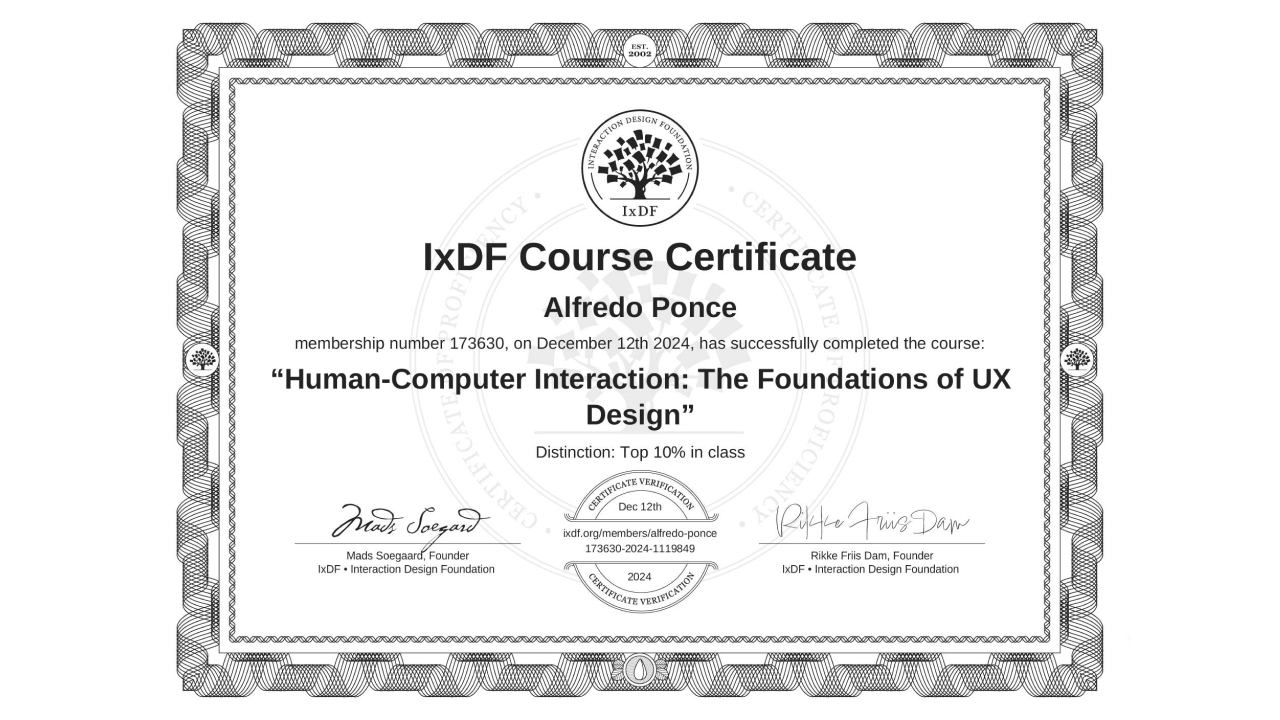 EST.
2002
INTERACTION DESIGN FOUNDATION
IxDF
• CERTIFICATE OF PROFICIENCY •
• CERTIFICATE OF PROFICIENCY •
IxDF Course Certificate
Alfredo Ponce
membership number 173630, on December 12th 2024, has successfully completed the course:
“Human-Computer Interaction: The Foundations of UX
Design”
Distinction: Top 10% in class
CERTIFICATE VERIFICATION
Dec 12th
ixdf.org/members/alfredo-ponce
173630-2024-1119849
2024
CERTIFICATE VERIFICATION
Mads Soegaard
Mads Soegaard, Founder
IxDF • Interaction Design Foundation
Rikke Friis Dam
Rikke Friis Dam, Founder
IxDF • Interaction Design Foundation